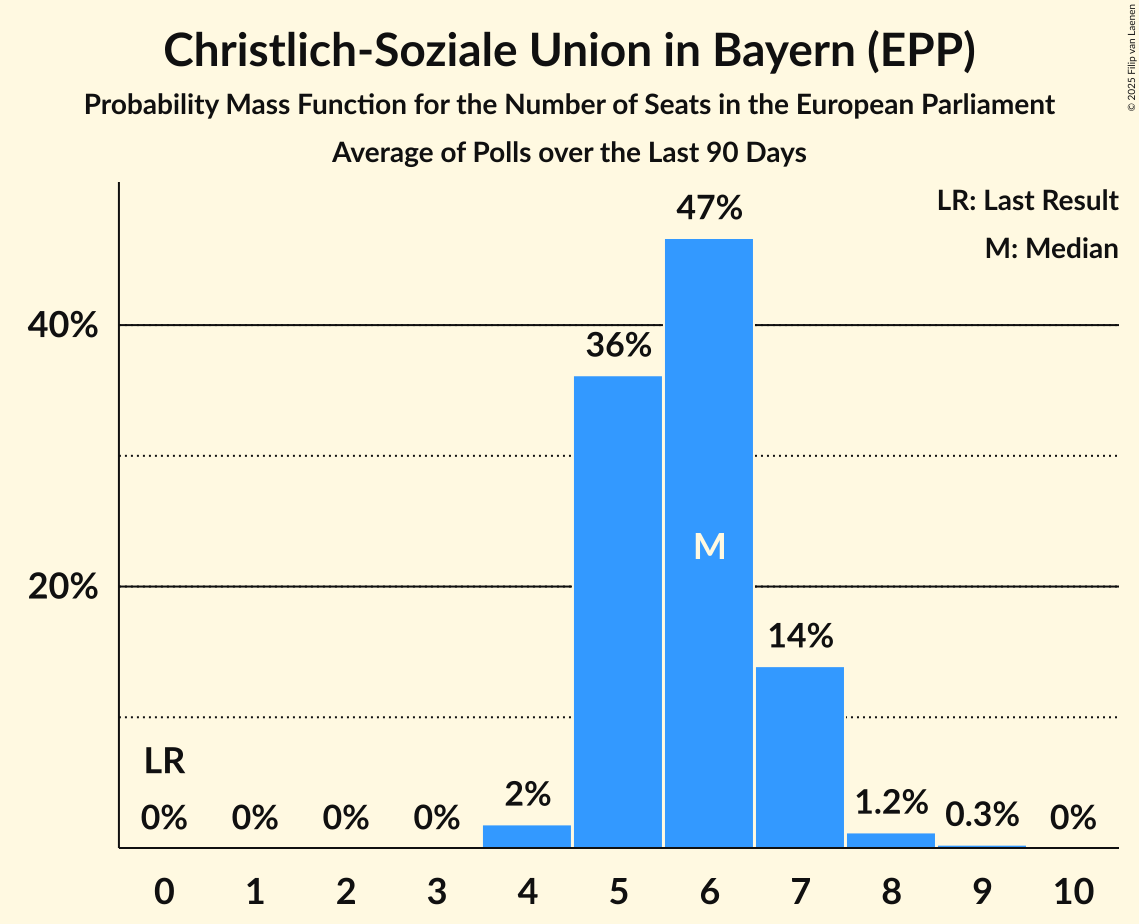 Christlich-Soziale Union in Bayern (EPP)
Probability Mass Function for the Number of Seats in the European Parliament
Average of Polls over the Last 90 Days
© 2025 Filip van Laenen
LR: Last Result
M: Median
47%
40%
36%
M
20%
14%
LR
0% 0% 0% 0% 2% 1.2% 0.3% 0%
0 1 2 3 4 5 6 7 8 9 10